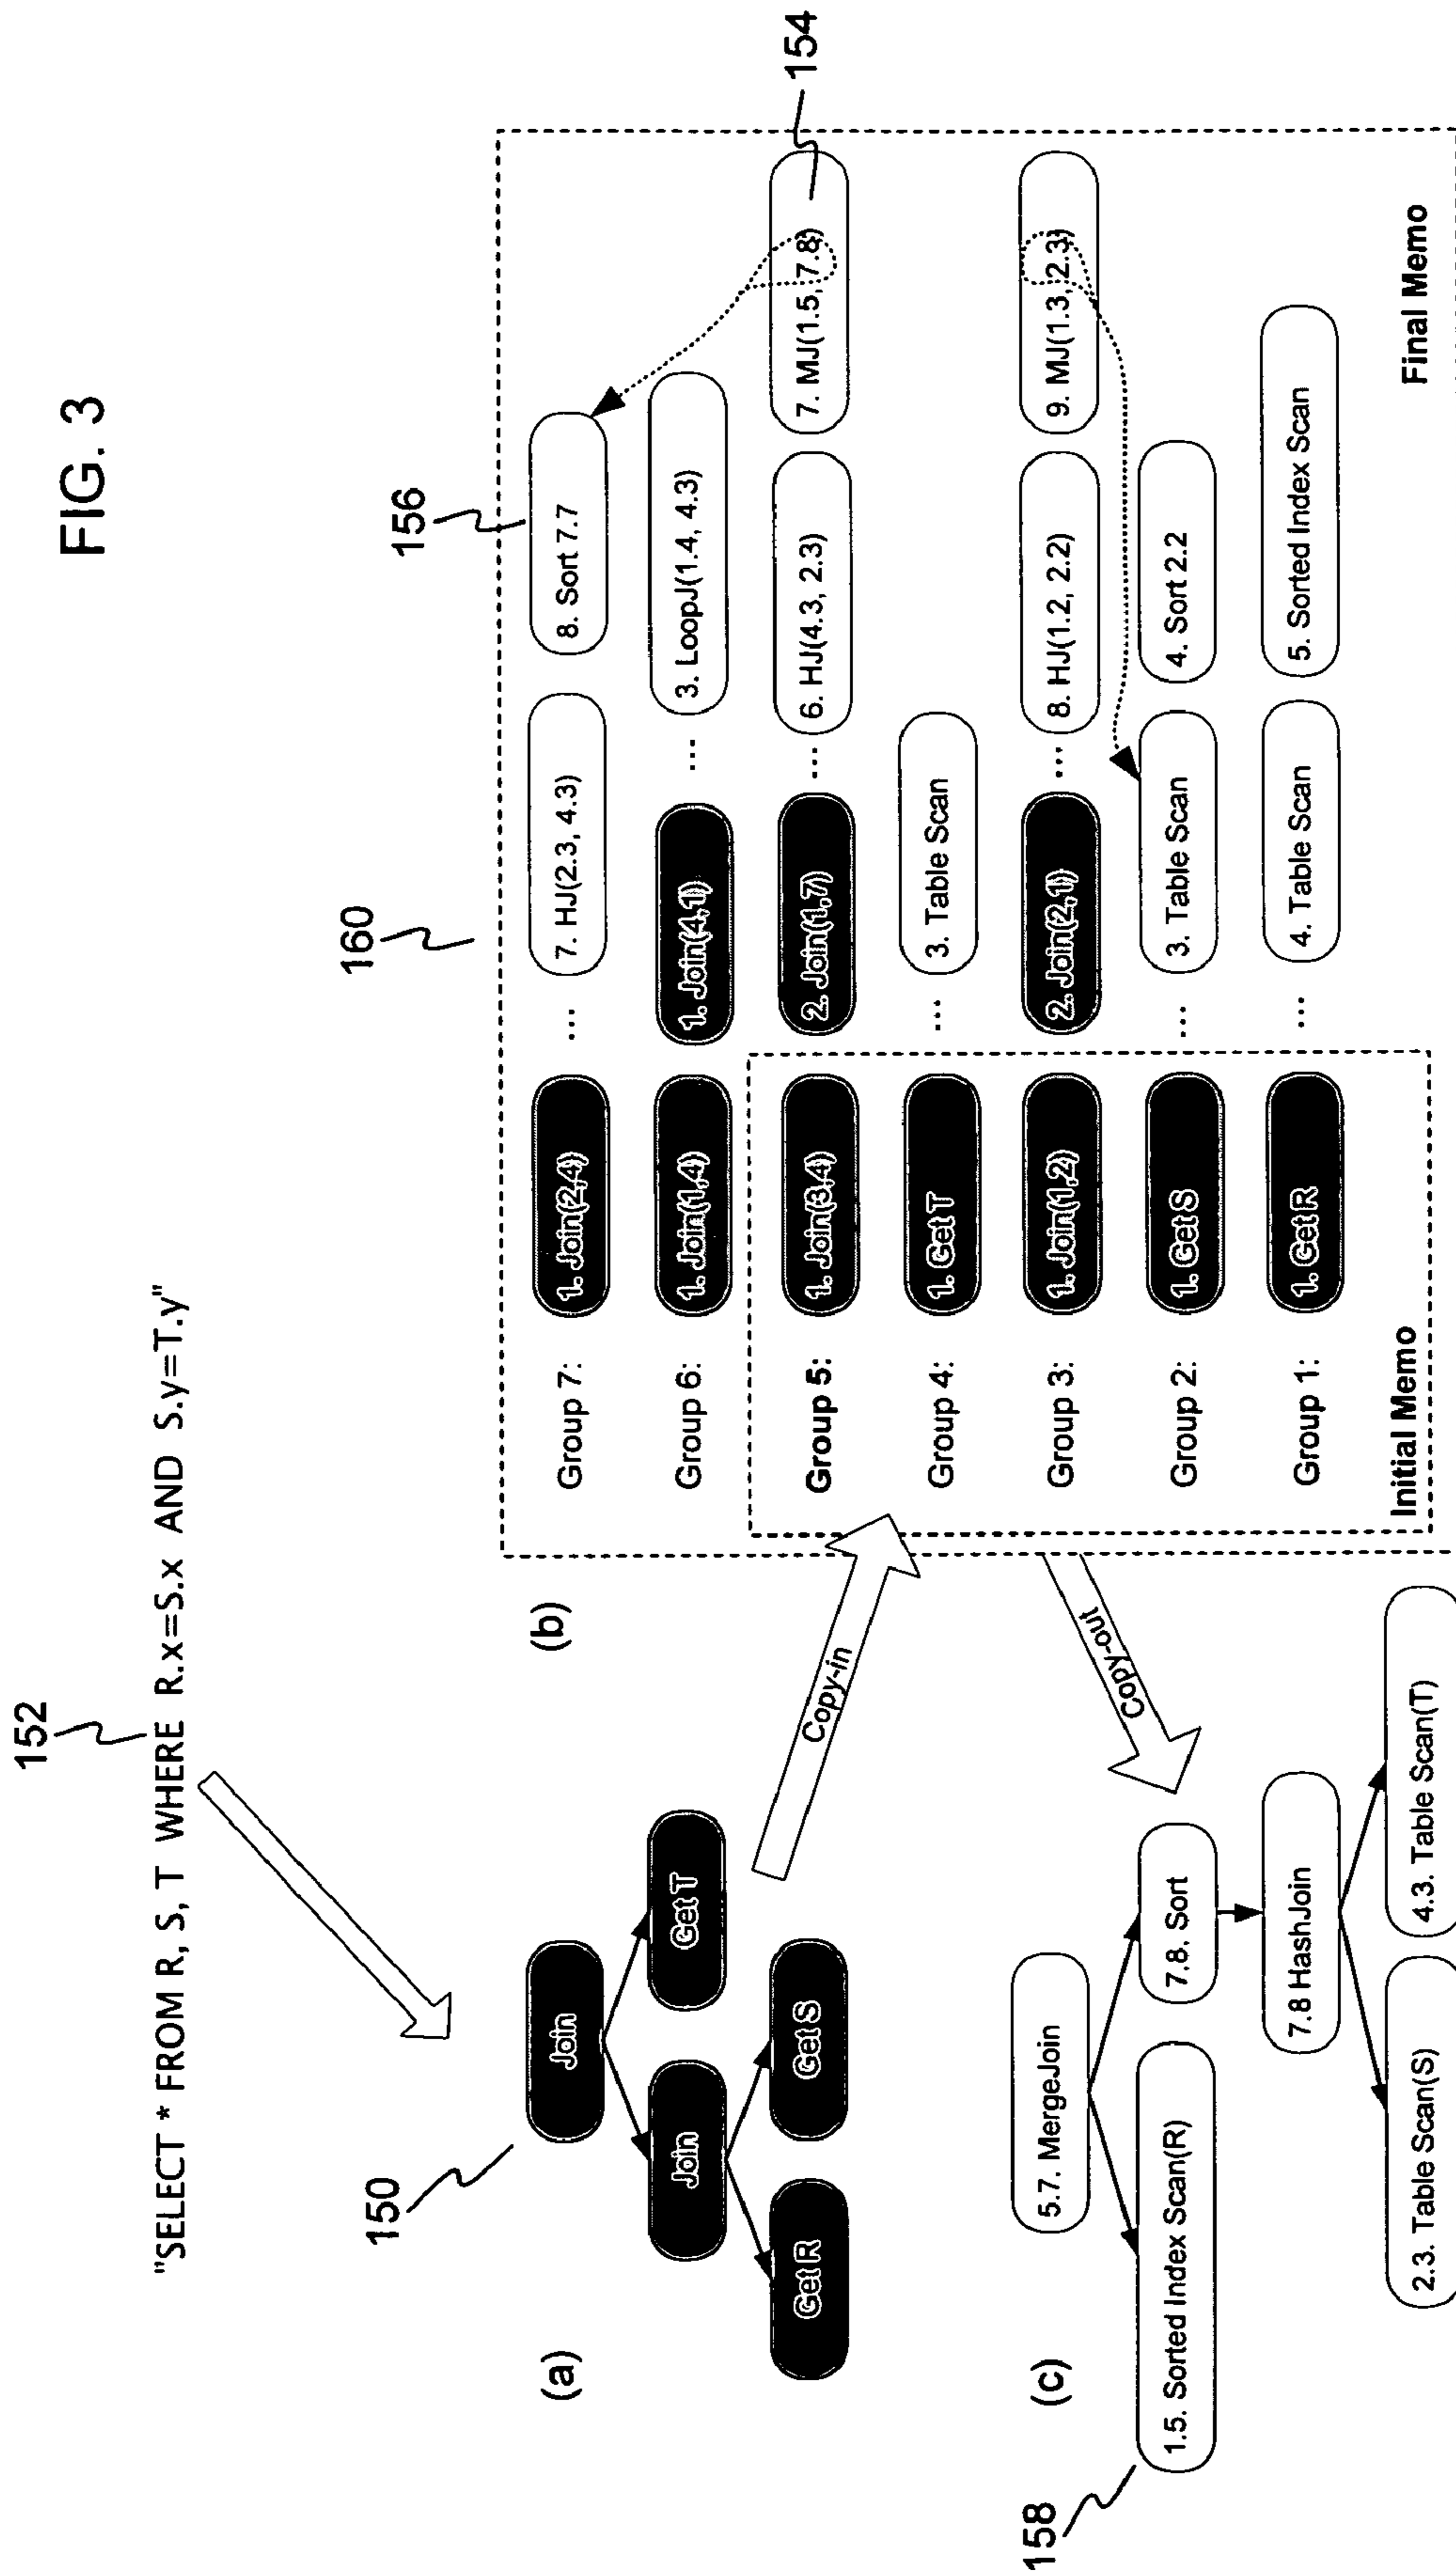 FIG. 3
152
"SELECT * FROM R, S, T WHERE R.x=S.x AND S.y=T.y"
150
(a)
Join
Join
Get T
Get R
Get S
Copy-in
(b)
160
156
154
Group 7:
1. Join(2,4)
...
7. HJ(2.3, 4.3)
8. Sort 7.7
Group 6:
1. Join(1,4)
1. Join(4,1)
...
3. LoopJ(1.4, 4.3)
Group 5:
1. Join(3,4)
2. Join(1,7)
...
6. HJ(4.3, 2.3)
7. MJ(1.5, 7.8)
Group 4:
1. Get T
...
3. Table Scan
Group 3:
1. Join(1,2)
2. Join(2,1)
...
8. HJ(1.2, 2.2)
9. MJ(1.3, 2.3)
Group 2:
1. Get S
...
3. Table Scan
4. Sort 2.2
Group 1:
1. Get R
...
4. Table Scan
5. Sorted Index Scan
Initial Memo
Final Memo
Copy-out
(c)
158
5.7. MergeJoin
1.5. Sorted Index Scan(R)
7.8. Sort
7.8 HashJoin
2.3. Table Scan(S)
4.3. Table Scan(T)